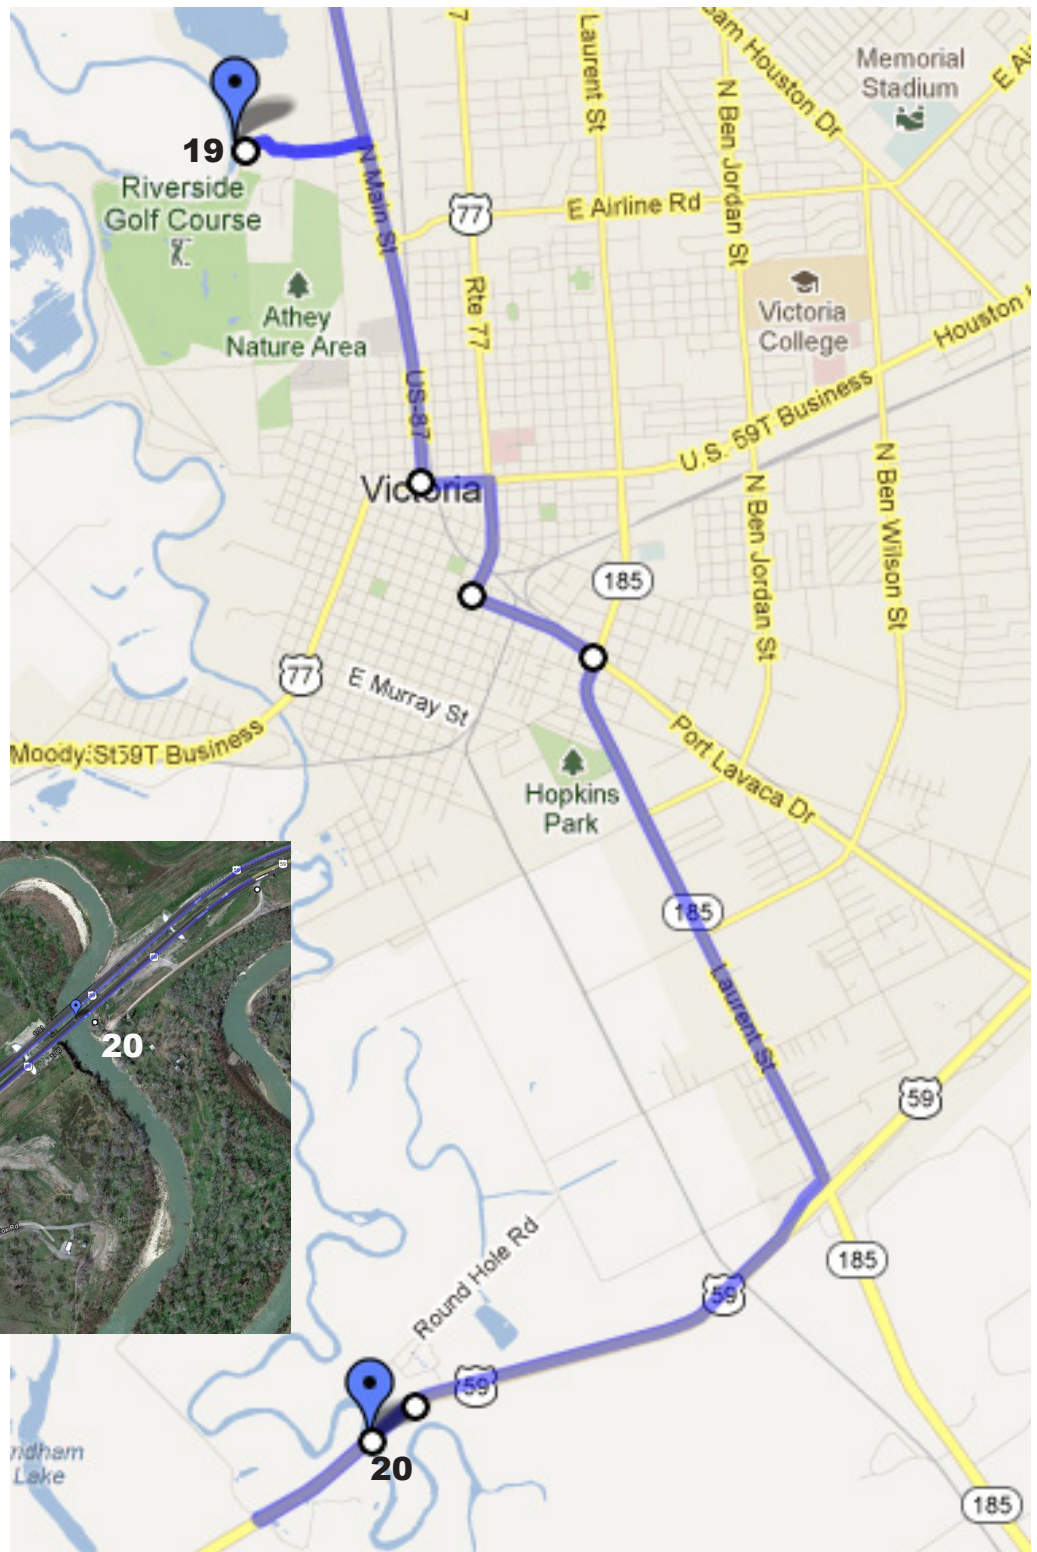 7
Laurent St
Sam Houston Dr
Memorial
Stadium
N Ben Jordan St
19
N Main St
Riverside
Golf Course
77
E Airline Rd
Athey
Nature Area
Rte 77
Victoria
College
Houston
US-87
U.S. 59T Business
Victoria
N Ben Jordan St
N Ben Wilson St
185
77
E Murray St
Moody St
59T Business
Port Lavaca Dr
Hopkins
Park
185
Laurent St
20
59
Round Hole Rd
185
59
59
20
Lake
185